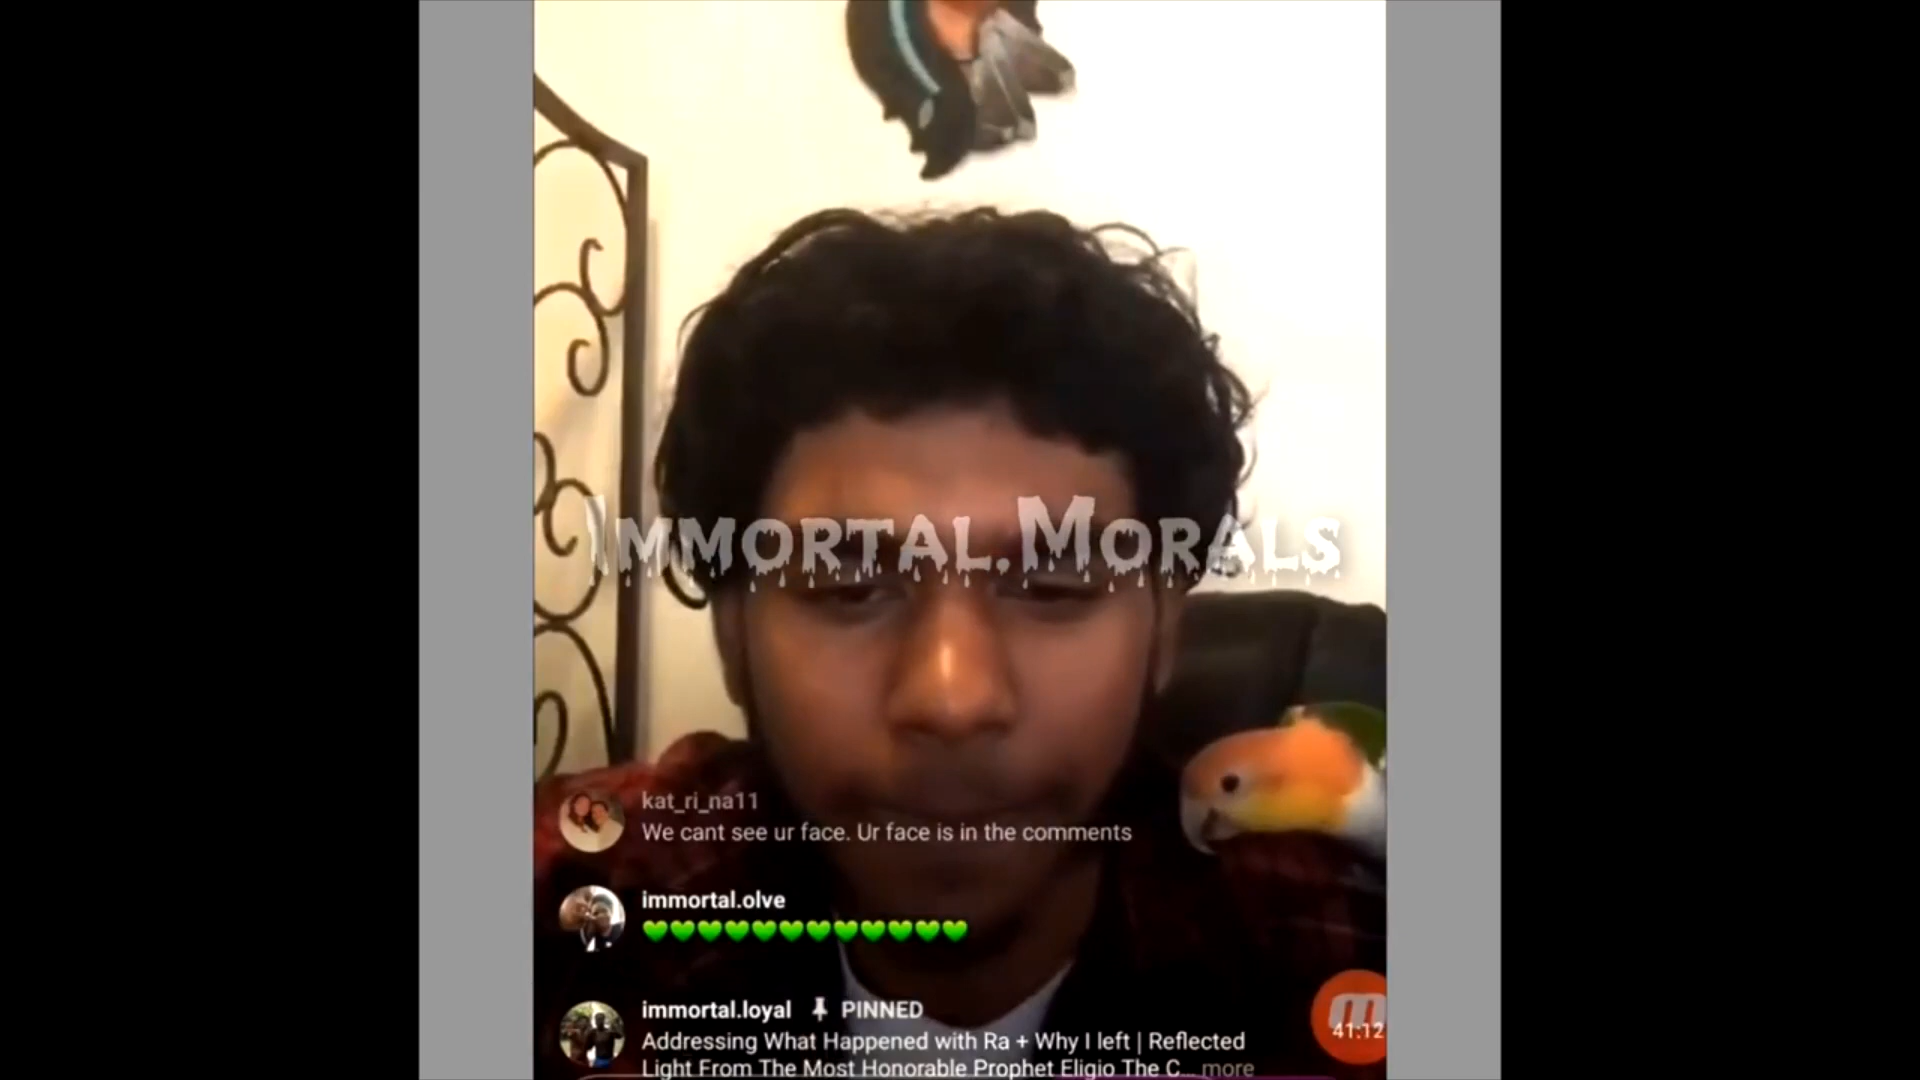 Immortal.Morals
kat_ri_na11
We cant see ur face. Ur face is in the comments
immortal.olve
💚💚💚💚💚💚💚💚💚💚💚💚
immortal.loyal 📌 PINNED
Addressing What Happened with Ra + Why I left | Reflected
Light From The Most Honorable Prophet Eligio The C... more
m
41:12